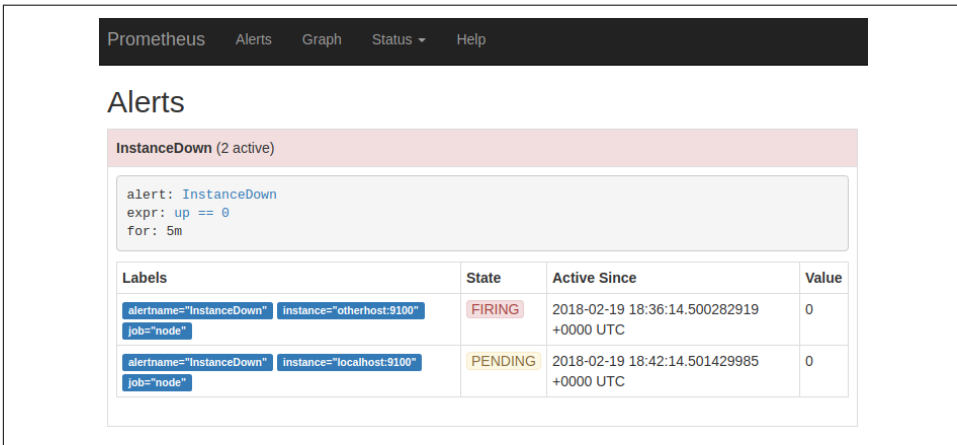 Prometheus Alerts Graph Status Help
Alerts
InstanceDown (2 active)
alert: InstanceDown
expr: up == 0
for: 5m
Labels State Active Since Value
alertname="InstanceDown" instance="otherhost:9100" FIRING 2018-02-19 18:36:14.500282919 0
job="node" +0000 UTC
alertname="InstanceDown" instance="localhost:9100" PENDING 2018-02-19 18:42:14.501429985 0
job="node" +0000 UTC